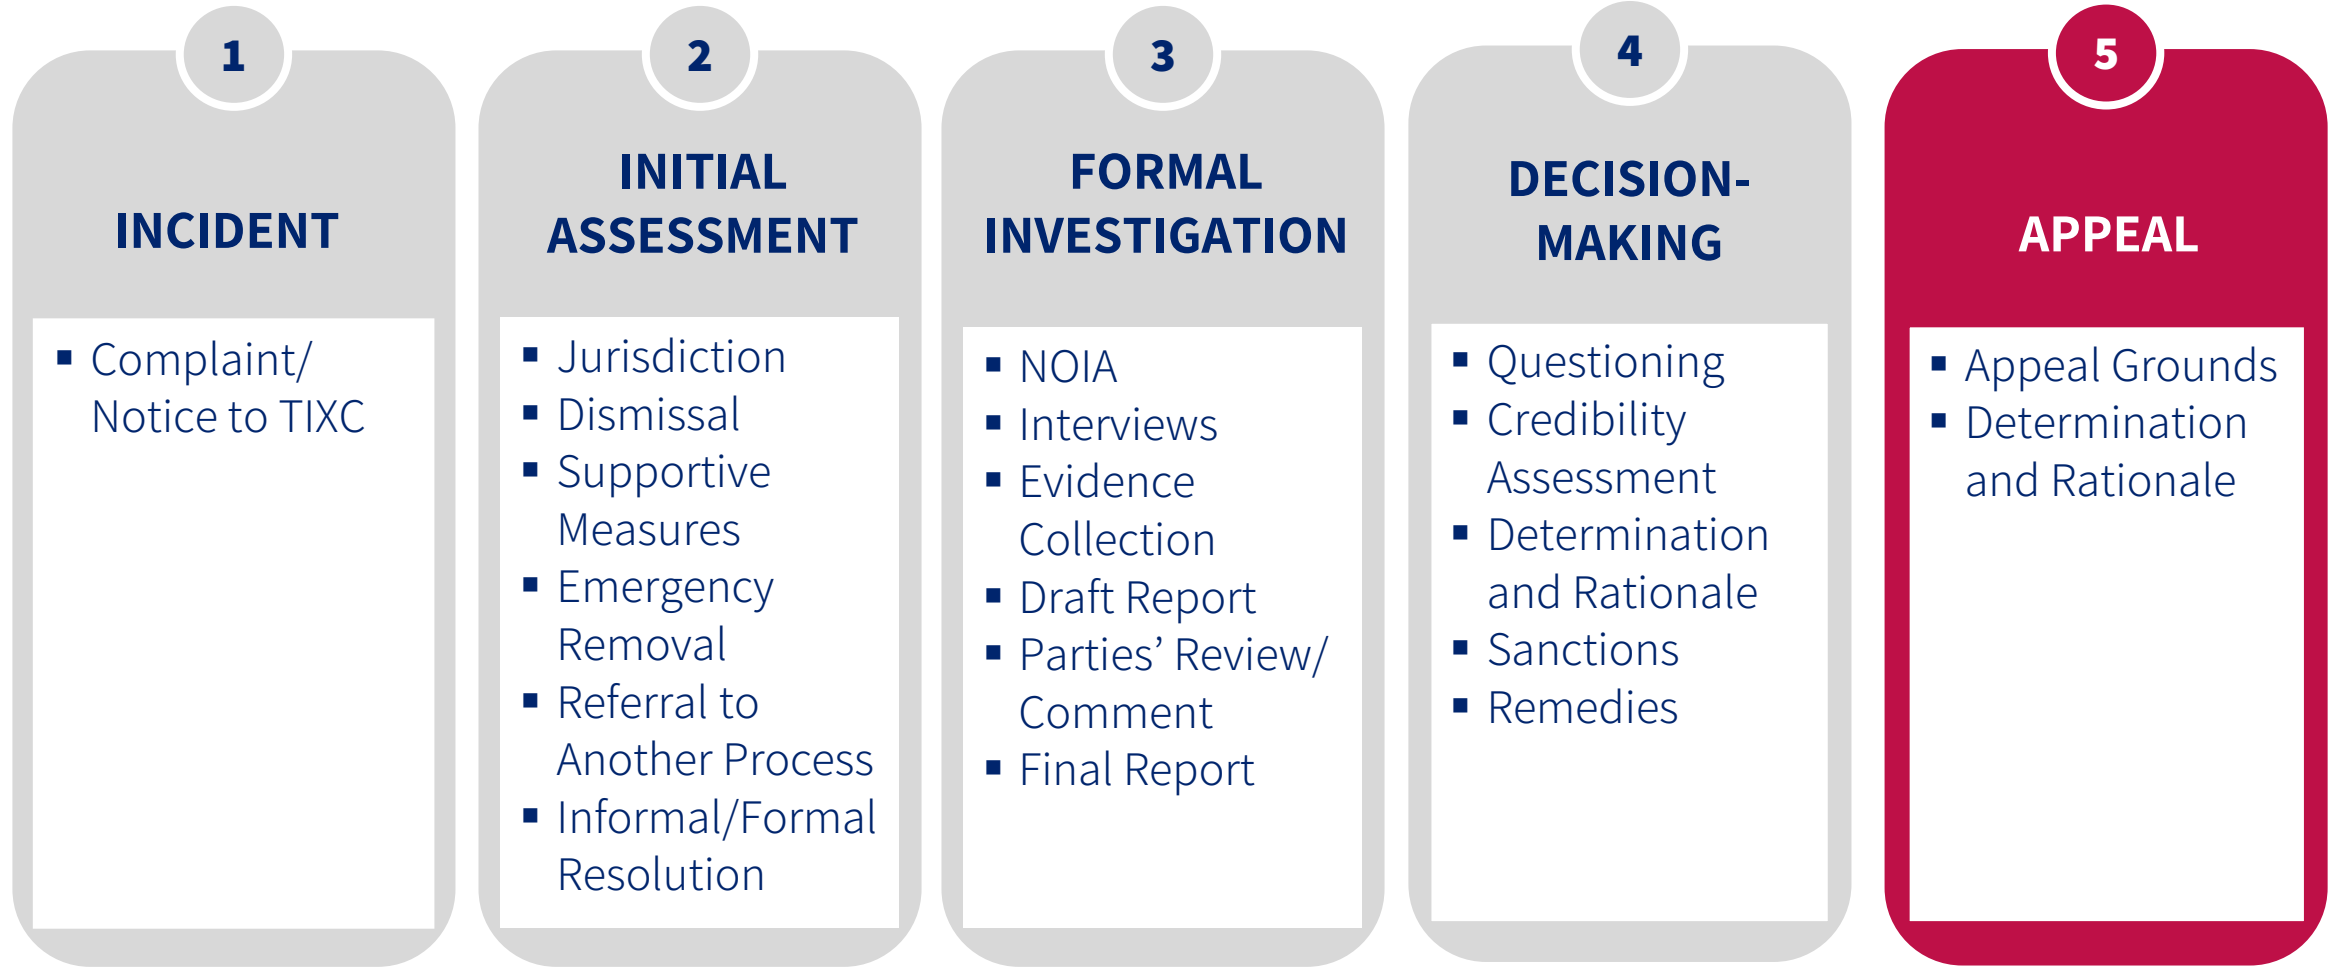 1
INCIDENT
▪ Complaint/
Notice to TIXC
2
INITIAL
ASSESSMENT
▪ Jurisdiction
▪ Dismissal
▪ Supportive
Measures
▪ Emergency
Removal
▪ Referral to
Another Process
▪ Informal/Formal
Resolution
3
FORMAL
INVESTIGATION
▪ NOIA
▪ Interviews
▪ Evidence
Collection
▪ Draft Report
▪ Parties’ Review/
Comment
▪ Final Report
4
DECISION-
MAKING
▪ Questioning
▪ Credibility
Assessment
▪ Determination
and Rationale
▪ Sanctions
▪ Remedies
5
APPEAL
▪ Appeal Grounds
▪ Determination
and Rationale